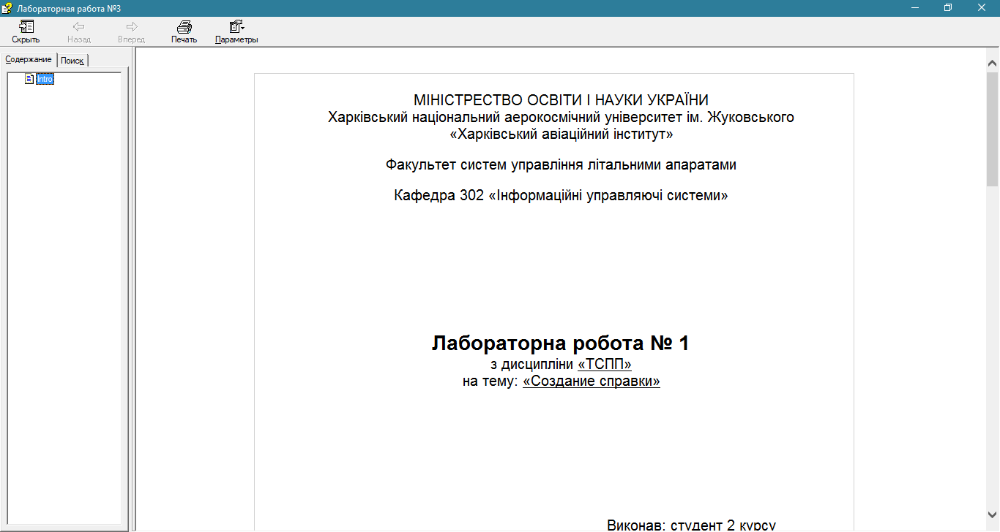 Лабораторная работа №3
Скрыть
Назад
Вперед
Печать
Параметры
Содержание
Поиск
Intro
МІНІСТРЕСТВО ОСВІТИ І НАУКИ УКРАЇНИ
Харківський національний аерокосмічний університет ім. Жуковського
«Харківський авіаційний інститут»
Факультет систем управління літальними апаратами
Кафедра 302 «Інформаційні управляючі системи»
Лабораторна робота № 1
з дисципліни «ТСПП»
на тему: «Создание справки»
Виконав: студент 2 курсу